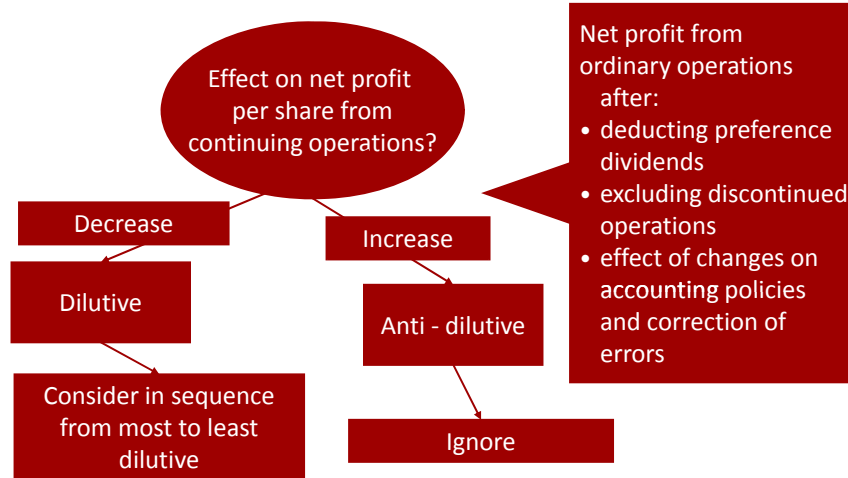 Effect on net profit
per share from
continuing operations?
Net profit from
ordinary operations
after:
• deducting preference
dividends
• excluding discontinued
operations
• effect of changes on
accounting policies
and correction of
errors
Decrease
Increase
Dilutive
Anti - dilutive
Consider in sequence
from most to least
dilutive
Ignore